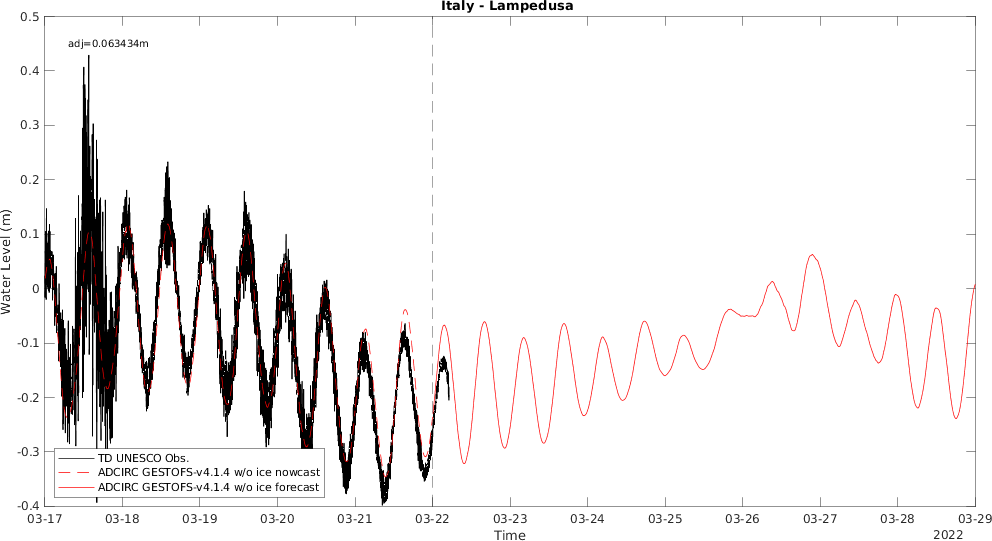 Italy - Lampedusa
adj=0.063434m
0.5
0.4
0.3
0.2
0.1
0
-0.1
-0.2
-0.3
-0.4
Water Level (m)
TD UNESCO Obs.
ADCIRC GESTOFS-v4.1.4 w/o ice nowcast
ADCIRC GESTOFS-v4.1.4 w/o ice forecast
03-17 03-18 03-19 03-20 03-21 03-22 03-23 03-24 03-25 03-26 03-27 03-28 03-29
Time
2022